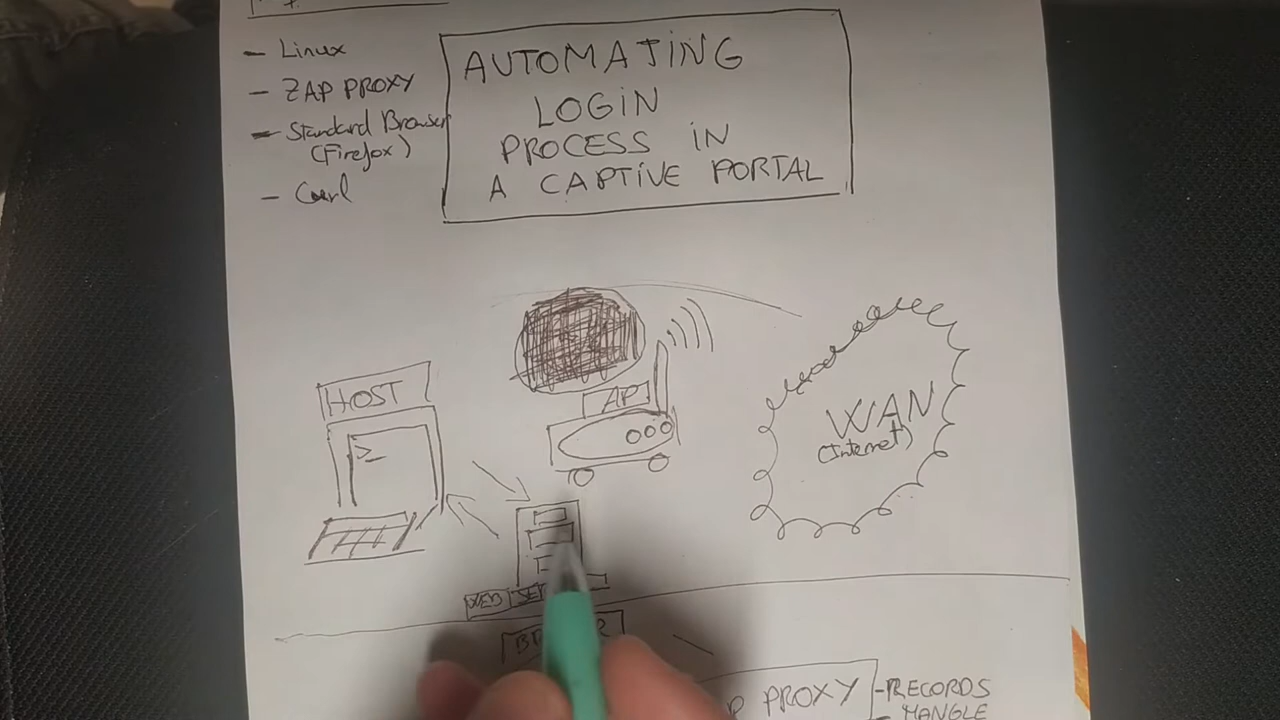 - Linux
- ZAP PROXY
- Standard Browser
(Firefox)
- Curl
AUTOMATING
LOGIN
PROCESS IN
A CAPTIVE PORTAL
HOST
>_
AP
WAN
(Internet)
WEB
PROXY
- RECORDS
- MANGLE